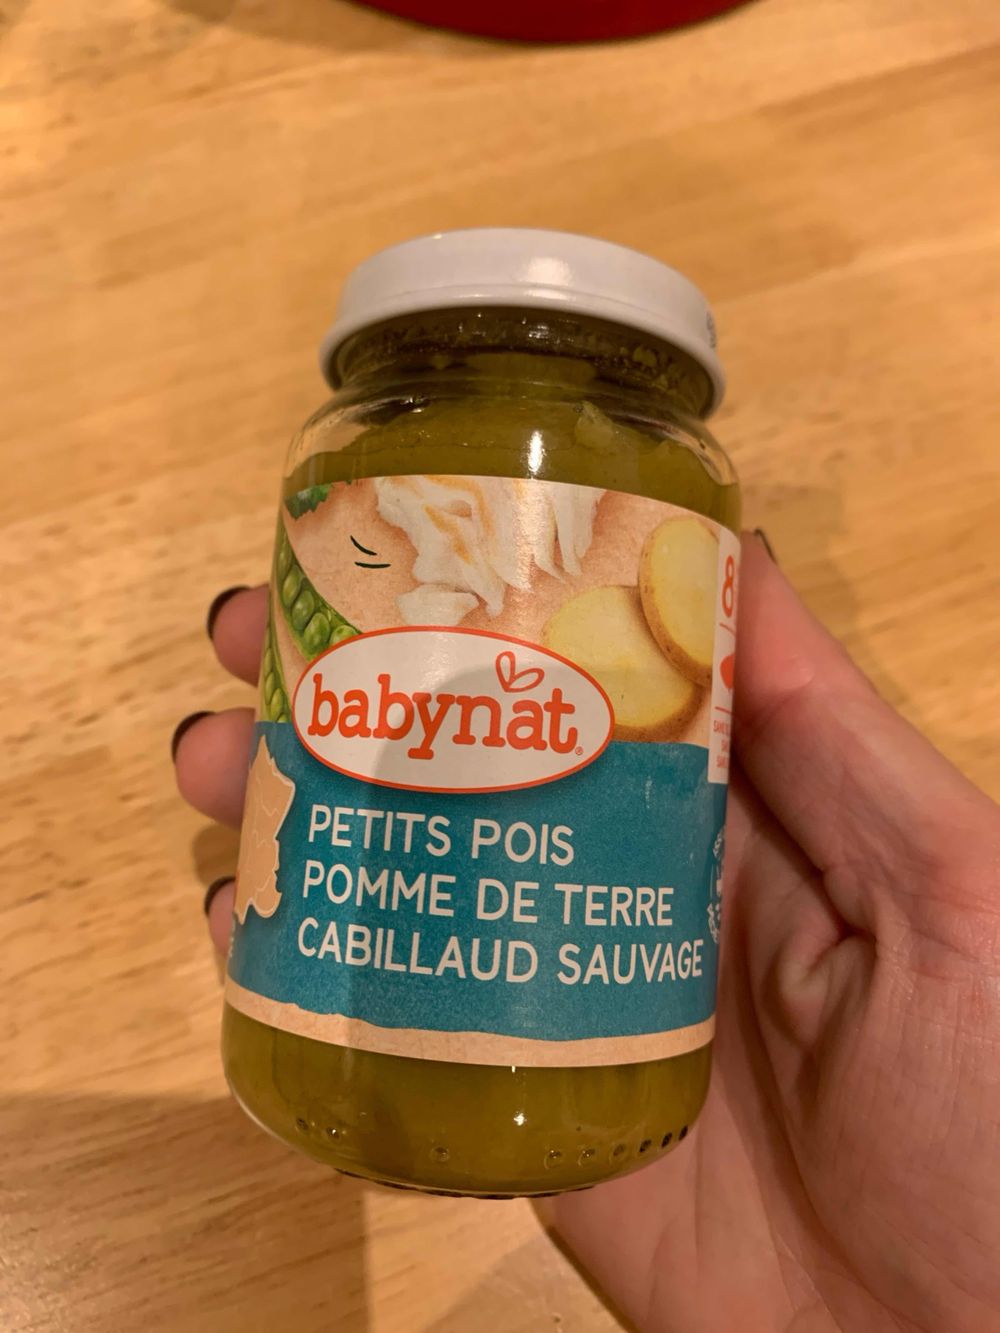 8
babynat
PETITS POIS
POMME DE TERRE
CABILLAUD SAUVAGE